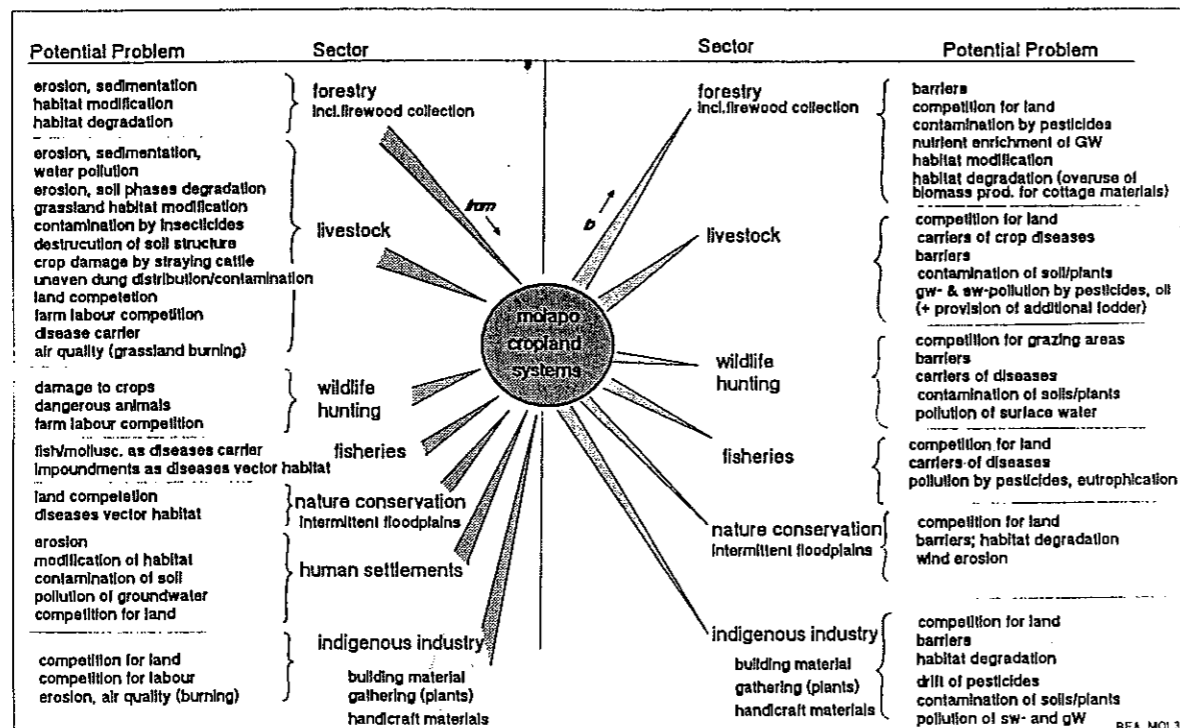 Potential Problem
Sector
erosion, sedimentation
habitat modification
habitat degradation
forestry
incl.firewood collection
erosion, sedimentation,
water pollution
erosion, soil phases degradation
grassland habitat modification
contamination by insecticides
destrucution of soil structure
crop damage by straying cattle
uneven dung distribution/contamination
land competetion
farm labour competition
disease carrier
air quality (grassland burning)
livestock
damage to crops
dangerous animals
farm labour competition
wildlife
hunting
fish/mollusc. as diseases carrier
impoundments as diseases vector habitat
fisheries
land competetion
diseases vector habitat
nature conservation
intermittent floodplains
erosion
modification of habitat
contamination of soil
pollution of groundwater
competition for land
human settlements
competition for land
competition for labour
erosion, air quality (burning)
indigenous industry
building material
gathering (plants)
handicraft materials
from
to
molapo
cropland
systems
Sector
Potential Problem
forestry
incl.firewood collection
barriers
competition for land
contamination by pesticides
nutrient enrichment of GW
habitat modification
habitat degradation (overuse of
biomass prod. for cottage materials)
livestock
competition for land
carriers of crop diseases
barriers
contamination of soil/plants
gw- & sw-pollution by pesticides, oil
(+ provision of additional fodder)
wildlife
hunting
competition for grazing areas
barriers
carriers of diseases
contamination of soils/plants
pollution of surface water
fisheries
competition for land
carriers of diseases
pollution by pesticides, eutrophication
nature conservation
intermittent floodplains
competition for land
barriers; habitat degradation
wind erosion
indigenous industry
building material
gathering (plants)
handicraft materials
competition for land
barriers
habitat degradation
drift of pesticides
contamination of soils/plants
pollution of sw- and gW